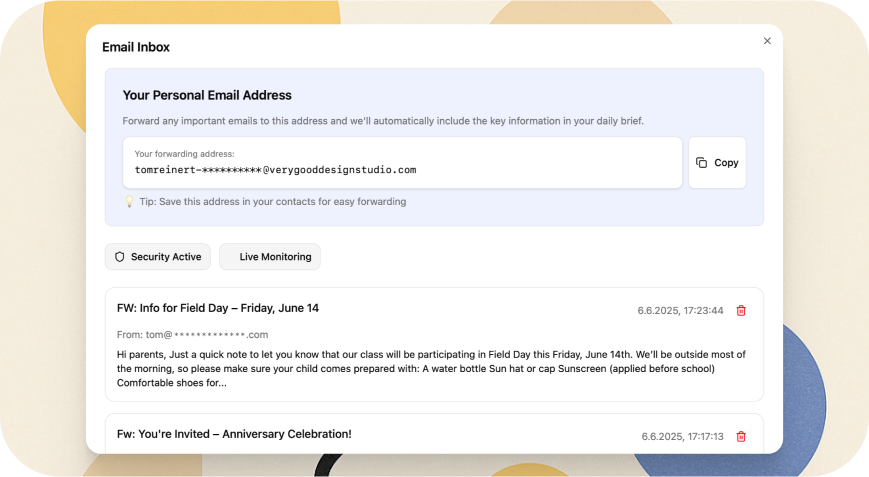 Email Inbox
Your Personal Email Address
Forward any important emails to this address and we'll automatically include the key information in your daily brief.
Your forwarding address:
tomreinert-**********@verygooddesignstudio.com
Copy
Tip: Save this address in your contacts for easy forwarding
Security Active
Live Monitoring
FW: Info for Field Day – Friday, June 14
6.6.2025, 17:23:44
From: tom@*************.com
Hi parents, Just a quick note to let you know that our class will be participating in Field Day this Friday, June 14th. We'll be outside most of
the morning, so please make sure your child comes prepared with: A water bottle Sun hat or cap Sunscreen (applied before school)
Comfortable shoes for...
Fw: You're Invited – Anniversary Celebration!
6.6.2025, 17:17:13